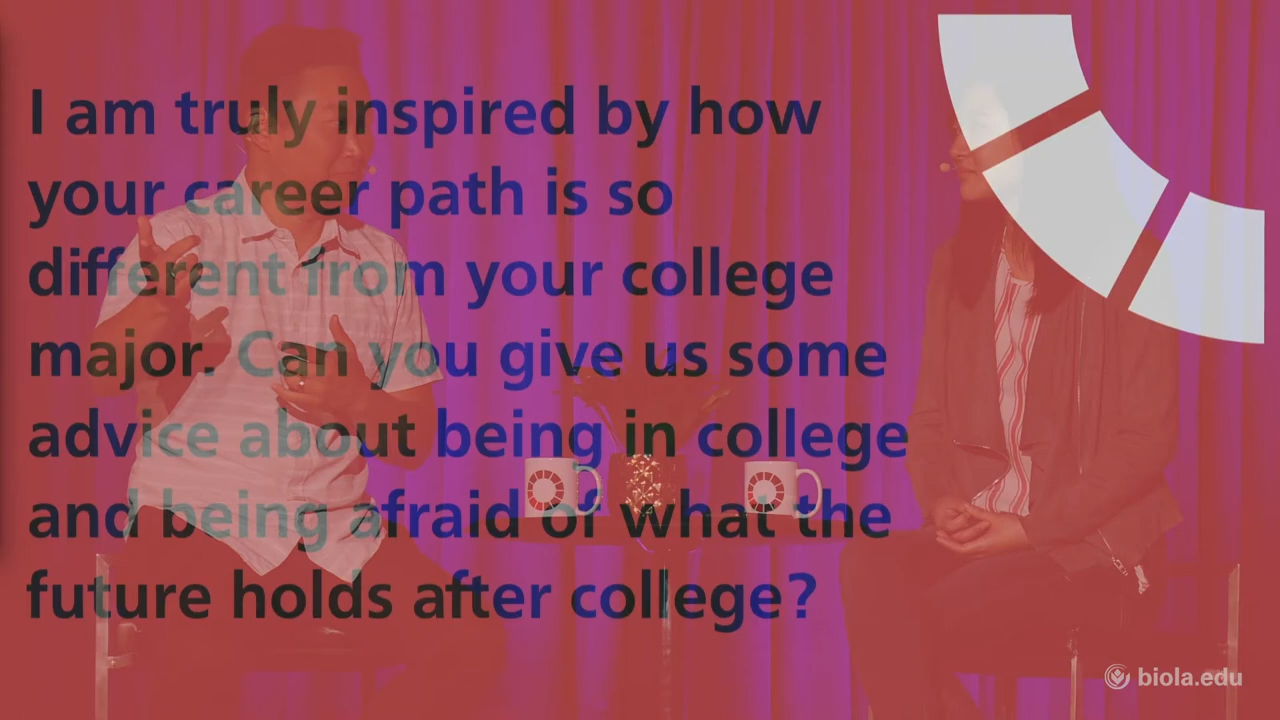 I am truly inspired by how
your career path is so
different from your college
major. Can you give us some
advice about being in college
and being afraid of what the
future holds after college?
biola.edu